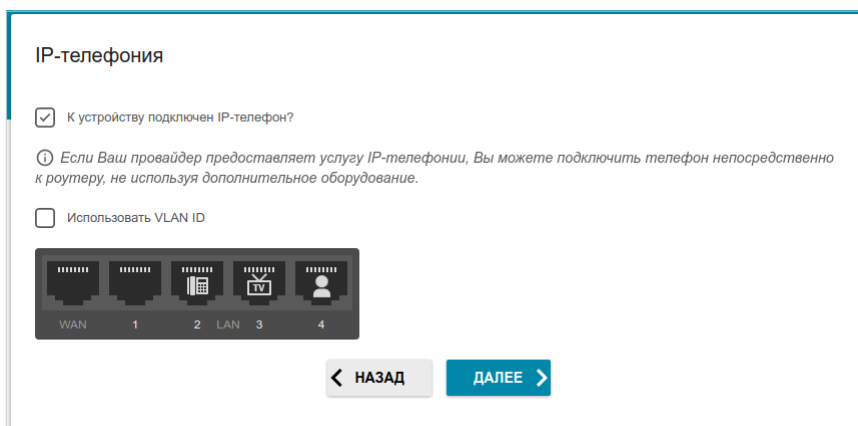 IP-телефония
К устройству подключен IP-телефон?
Если Ваш провайдер предоставляет услугу IP-телефонии, Вы можете подключить телефон непосредственно
к роутеру, не используя дополнительное оборудование.
Использовать VLAN ID
TV
WAN 1 2 LAN 3 4
НАЗАД ДАЛЕЕ